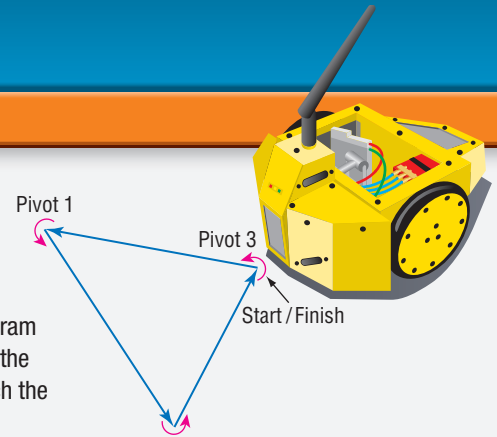 Pivot 1
Pivot 3
Start / Finish
ram
the
h the